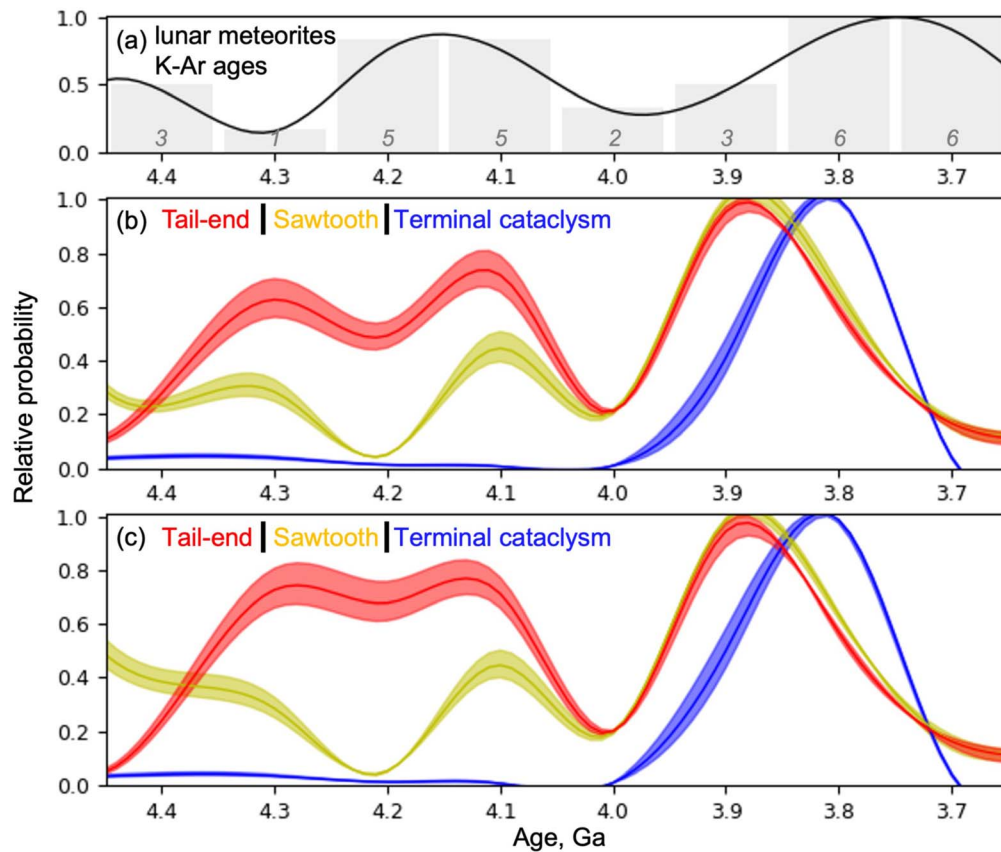 (a) lunar meteorites
K-Ar ages
1.0
0.5
0.0
3 1 5 5 2 3 6 6
4.4 4.3 4.2 4.1 4.0 3.9 3.8 3.7
(b) Tail-end | Sawtooth | Terminal cataclysm
1.0
0.8
0.6
0.4
0.2
0.0
4.4 4.3 4.2 4.1 4.0 3.9 3.8 3.7
Relative probability
(c) Tail-end | Sawtooth | Terminal cataclysm
1.0
0.8
0.6
0.4
0.2
0.0
4.4 4.3 4.2 4.1 4.0 3.9 3.8 3.7
Age, Ga